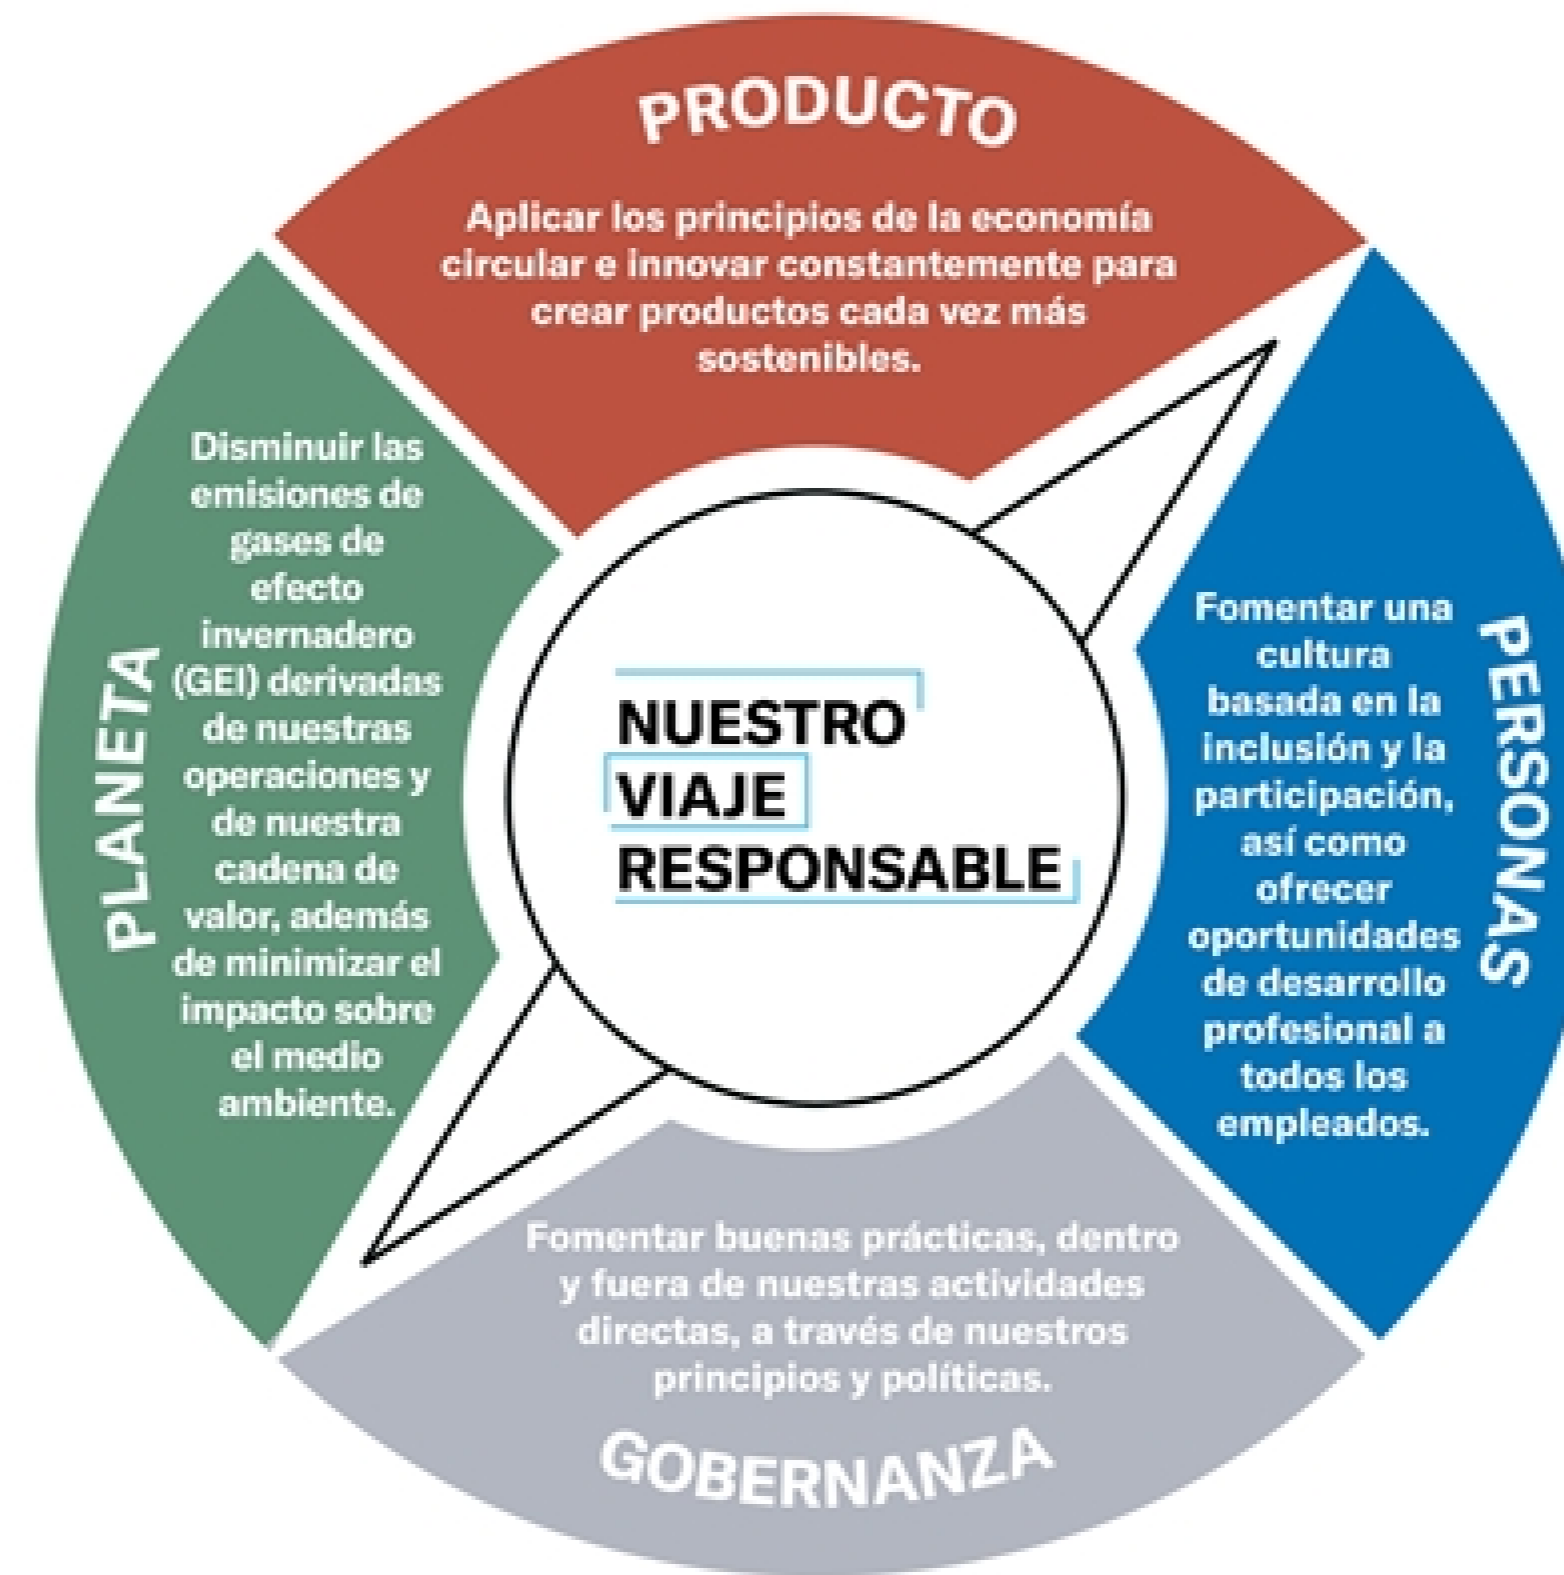 PRODUCTO
Aplicar los principios de la economía
circular e innovar constantemente para
crear productos cada vez más
sostenibles.
PLANETA
Disminuir las
emisiones de
gases de
efecto
invernadero
(GEI) derivadas
de nuestras
operaciones y
de nuestra
cadena de
valor, además
de minimizar el
impacto sobre
el medio
ambiente.
NUESTRO
VIAJE
RESPONSABLE
Fomentar una
cultura
basada en la
inclusión y la
participación,
así como
ofrecer
oportunidades
de desarrollo
profesional a
todos los
empleados.
PERSONAS
Fomentar buenas prácticas, dentro
y fuera de nuestras actividades
directas, a través de nuestros
principios y políticas.
GOBERNANZA